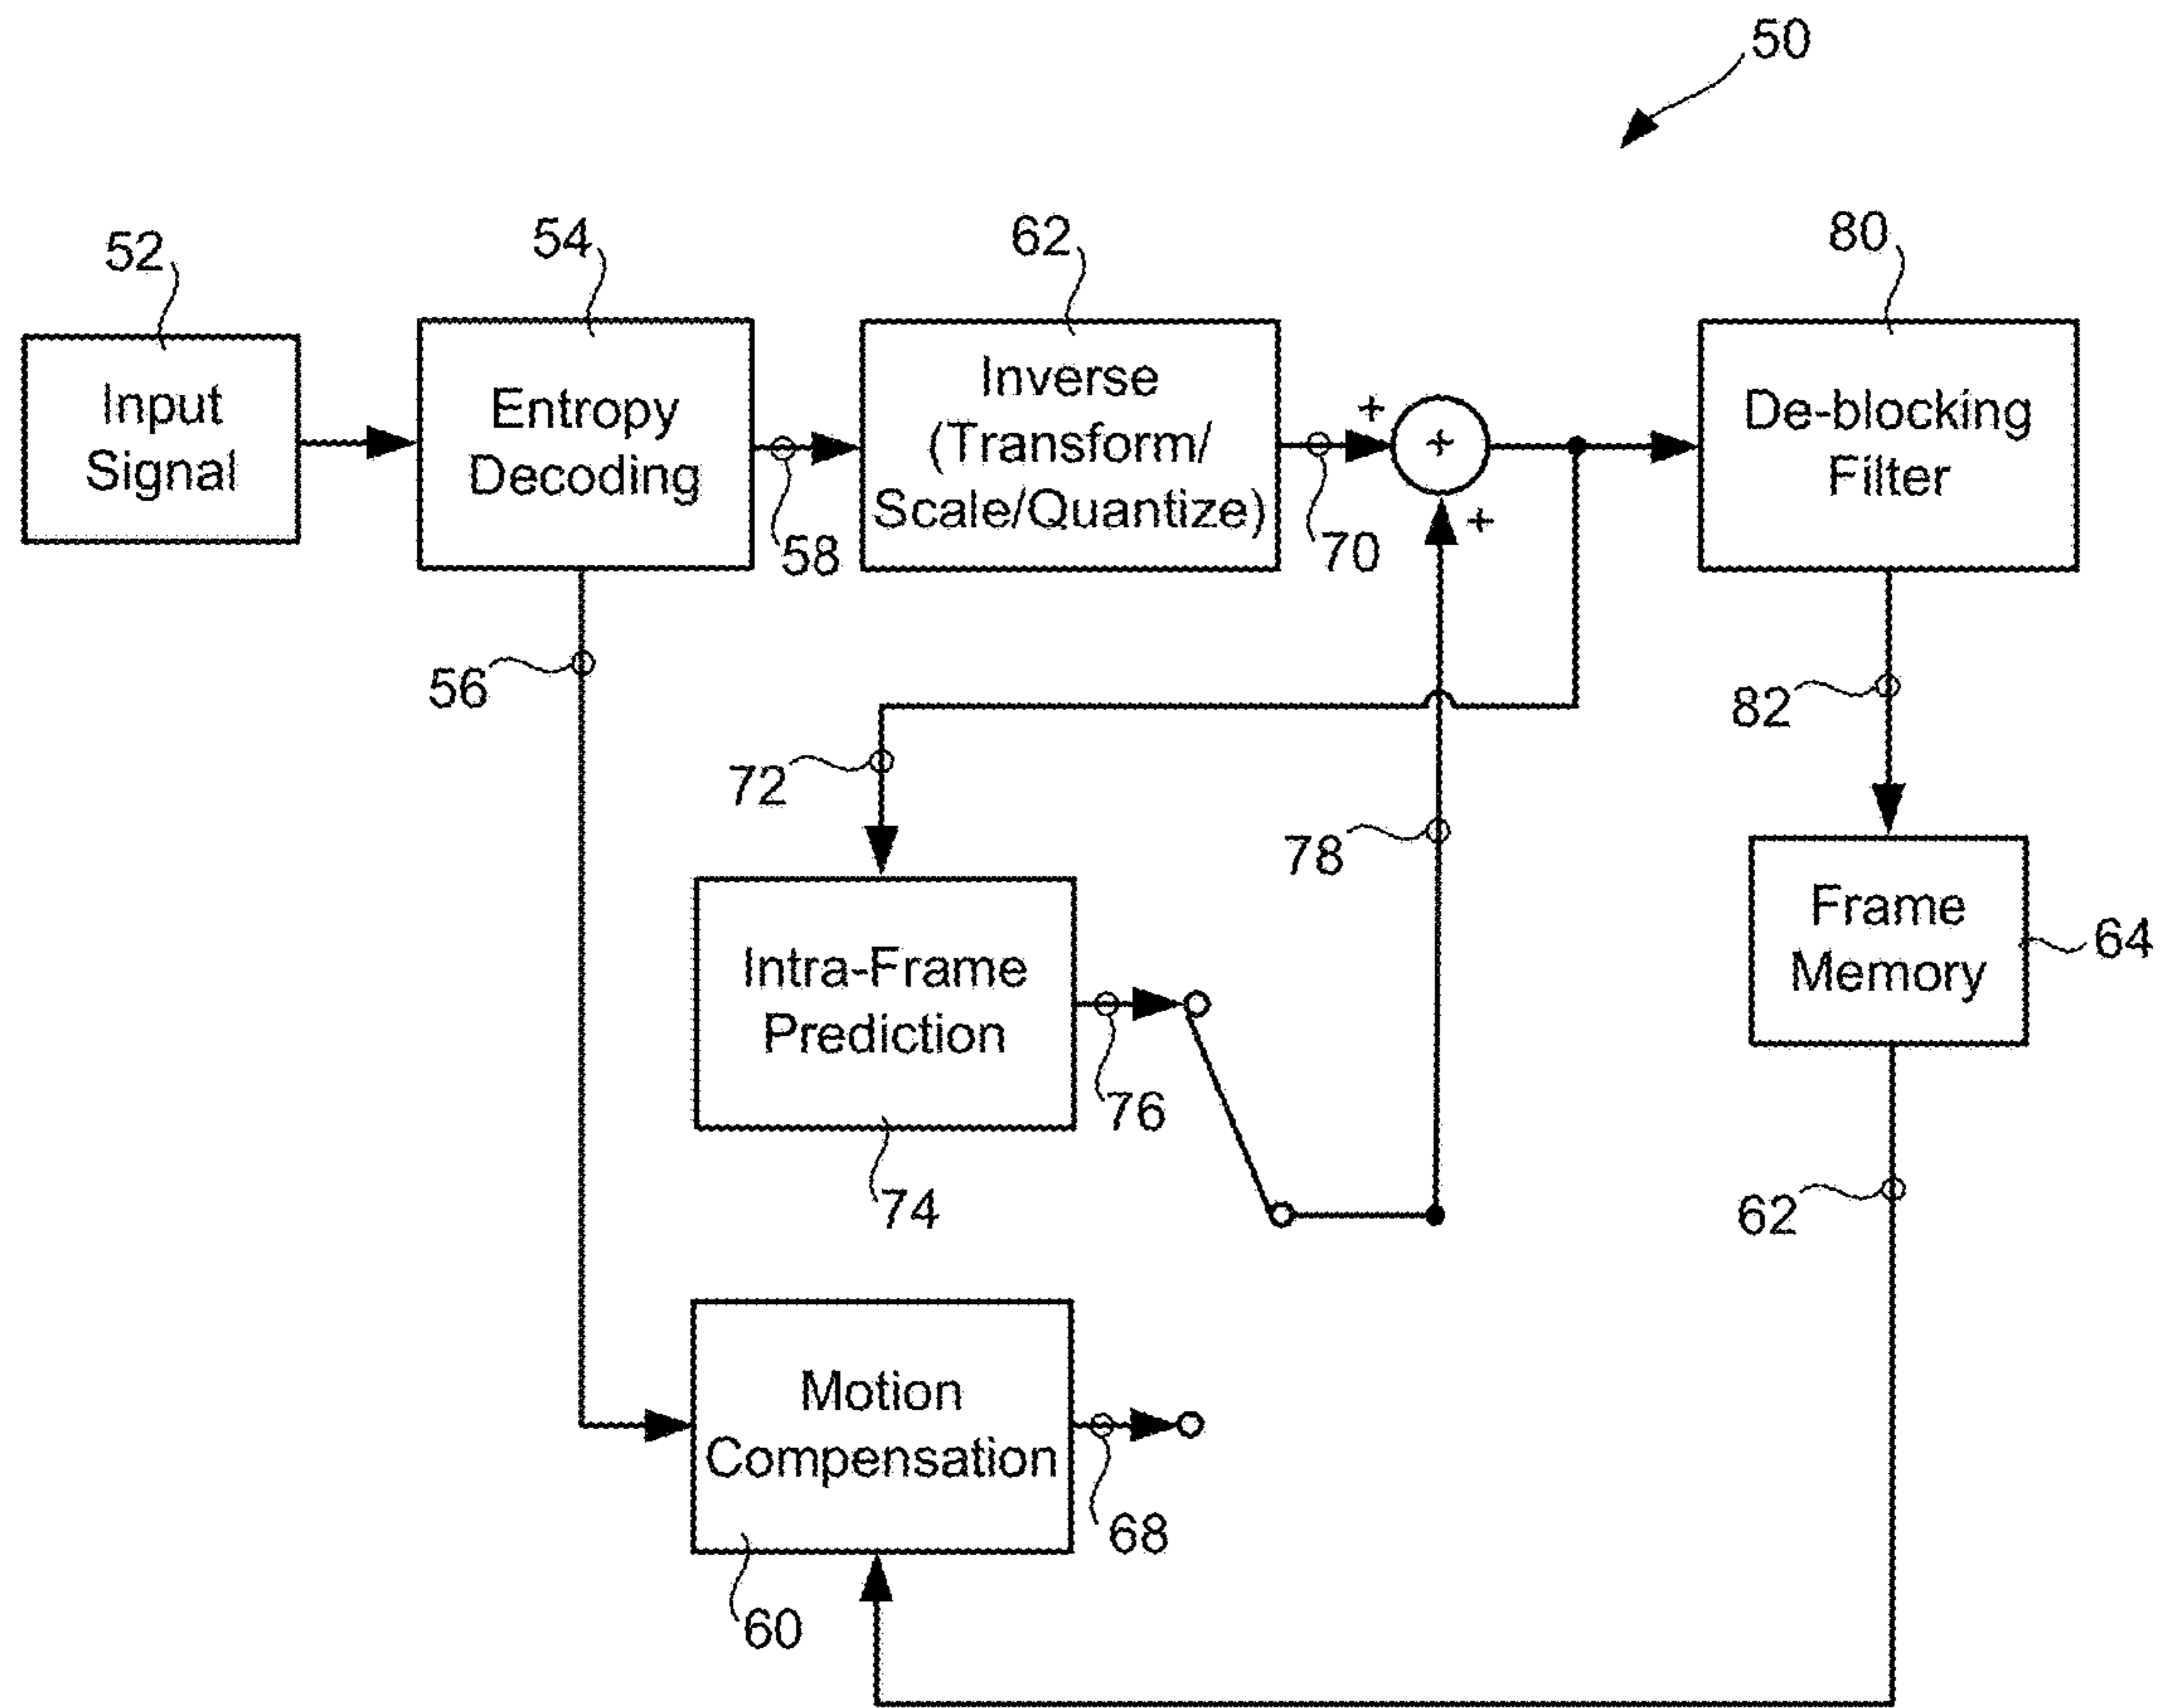 50
52
54
62
80
Input
Signal
Entropy
Decoding
Inverse
(Transform/
Scale/Quantize)
+
+
+
De-blocking
Filter
58
70
56
72
78
82
Frame
Memory
64
Intra-Frame
Prediction
76
74
62
Motion
Compensation
68
60